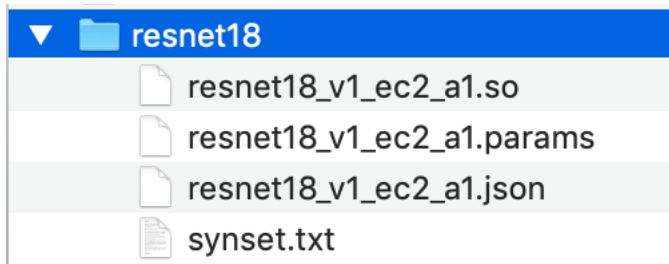 resnet18
resnet18_v1_ec2_a1.so
resnet18_v1_ec2_a1.params
resnet18_v1_ec2_a1.json
synset.txt